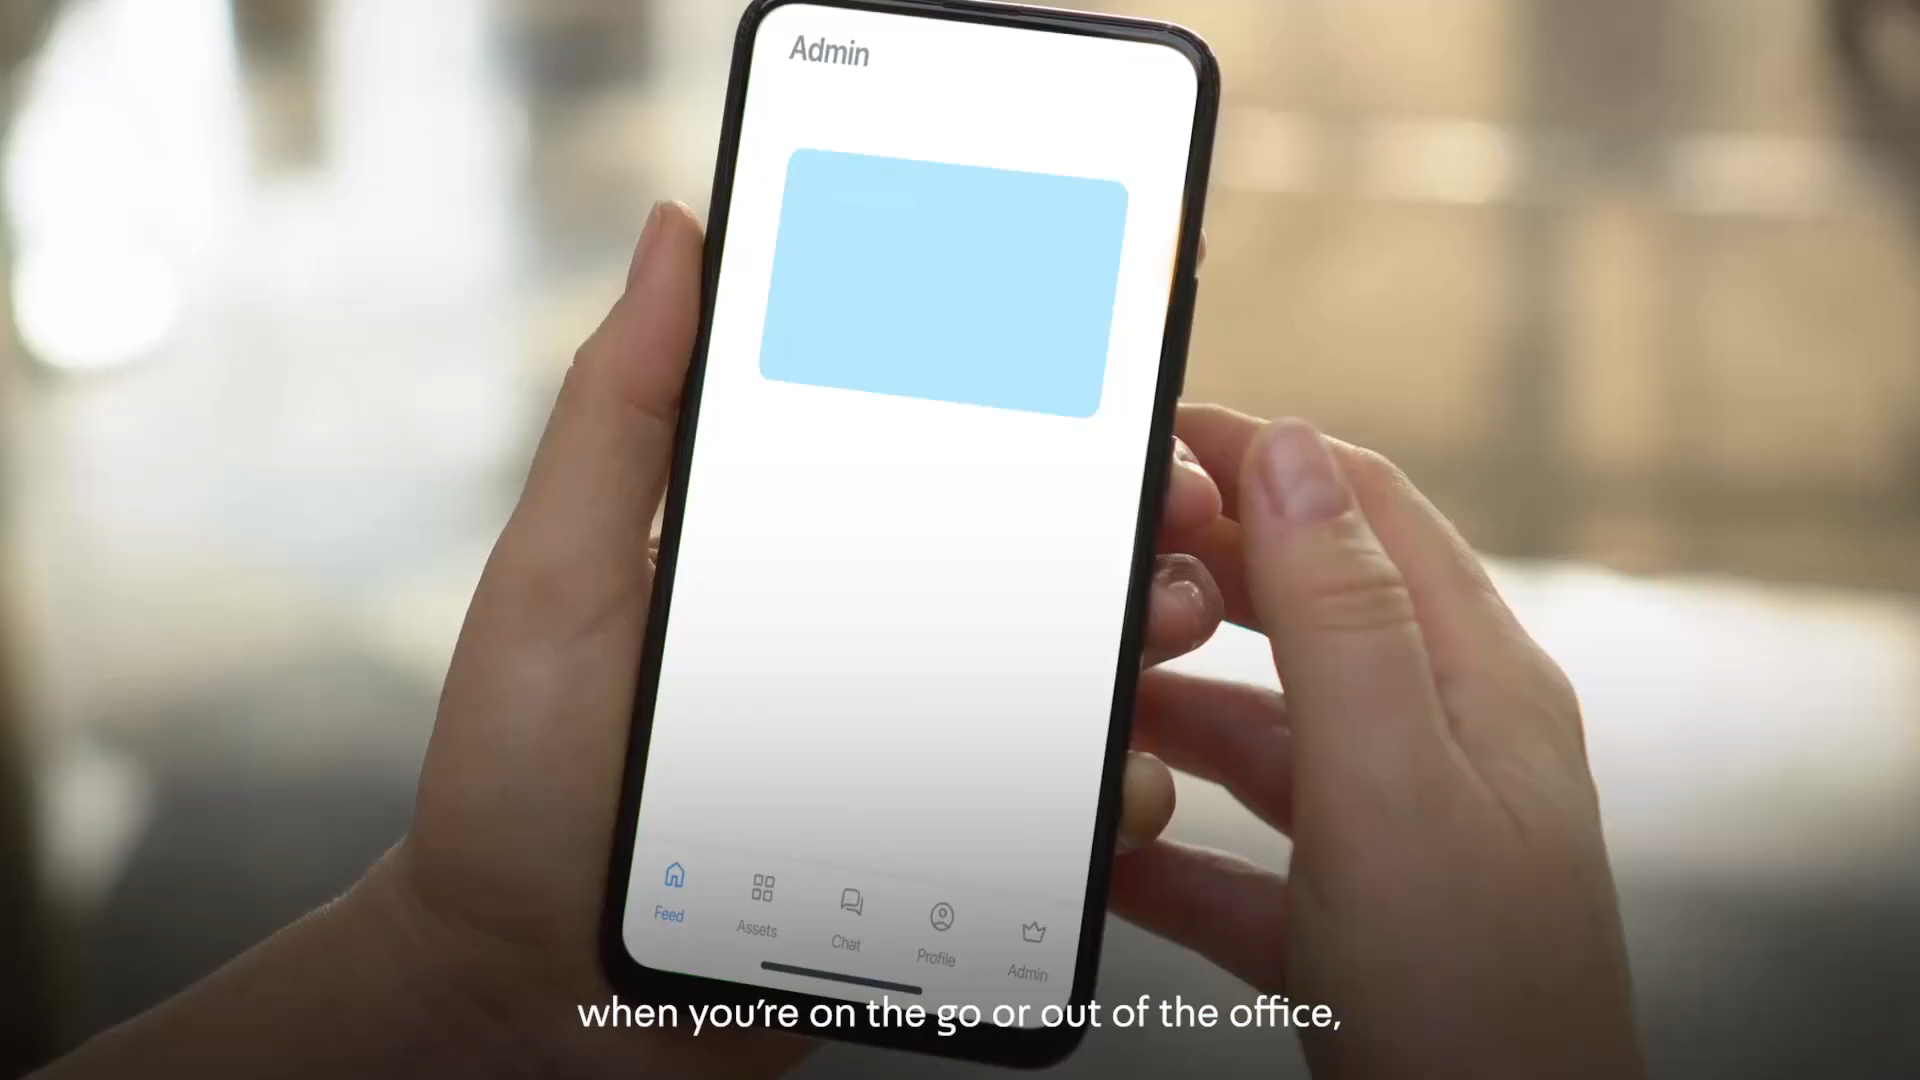 Admin
Feed
Assets
Chat
Profile
Admin
when you're on the go or out of the office,